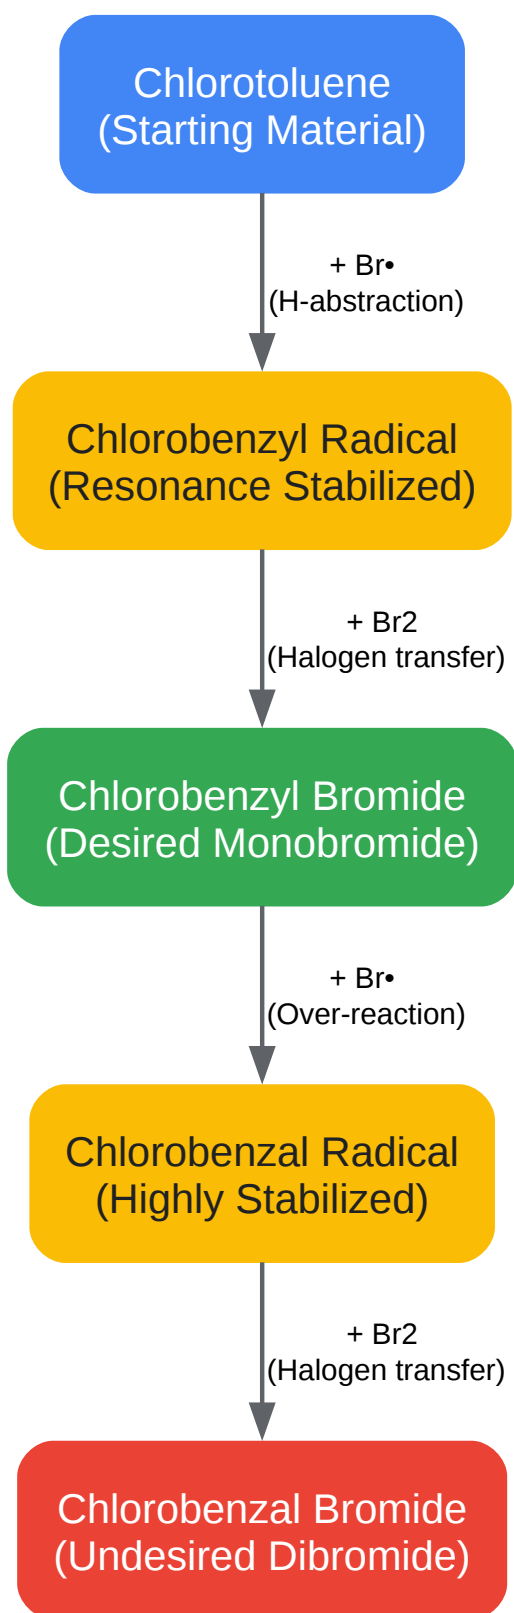 Chlorotoluene
(Starting Material)
+ Br•
(H-abstraction)
Chlorobenzyl Radical
(Resonance Stabilized)
+ Br2
(Halogen transfer)
Chlorobenzyl Bromide
(Desired Monobromide)
+ Br•
(Over-reaction)
Chlorobenzal Radical
(Highly Stabilized)
+ Br2
(Halogen transfer)
Chlorobenzal Bromide
(Undesired Dibromide)